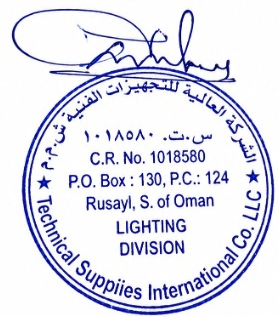 الشركة العالمية للتجهيزات الفنية ش.م.م
س.ت. ١٠١٨٥٨٠
C.R. No. 1018580
P.O. Box : 130, P.C.: 124
Rusayl, S. of Oman
LIGHTING
DIVISION
★ Technical Suppiies International Co. LLC ★